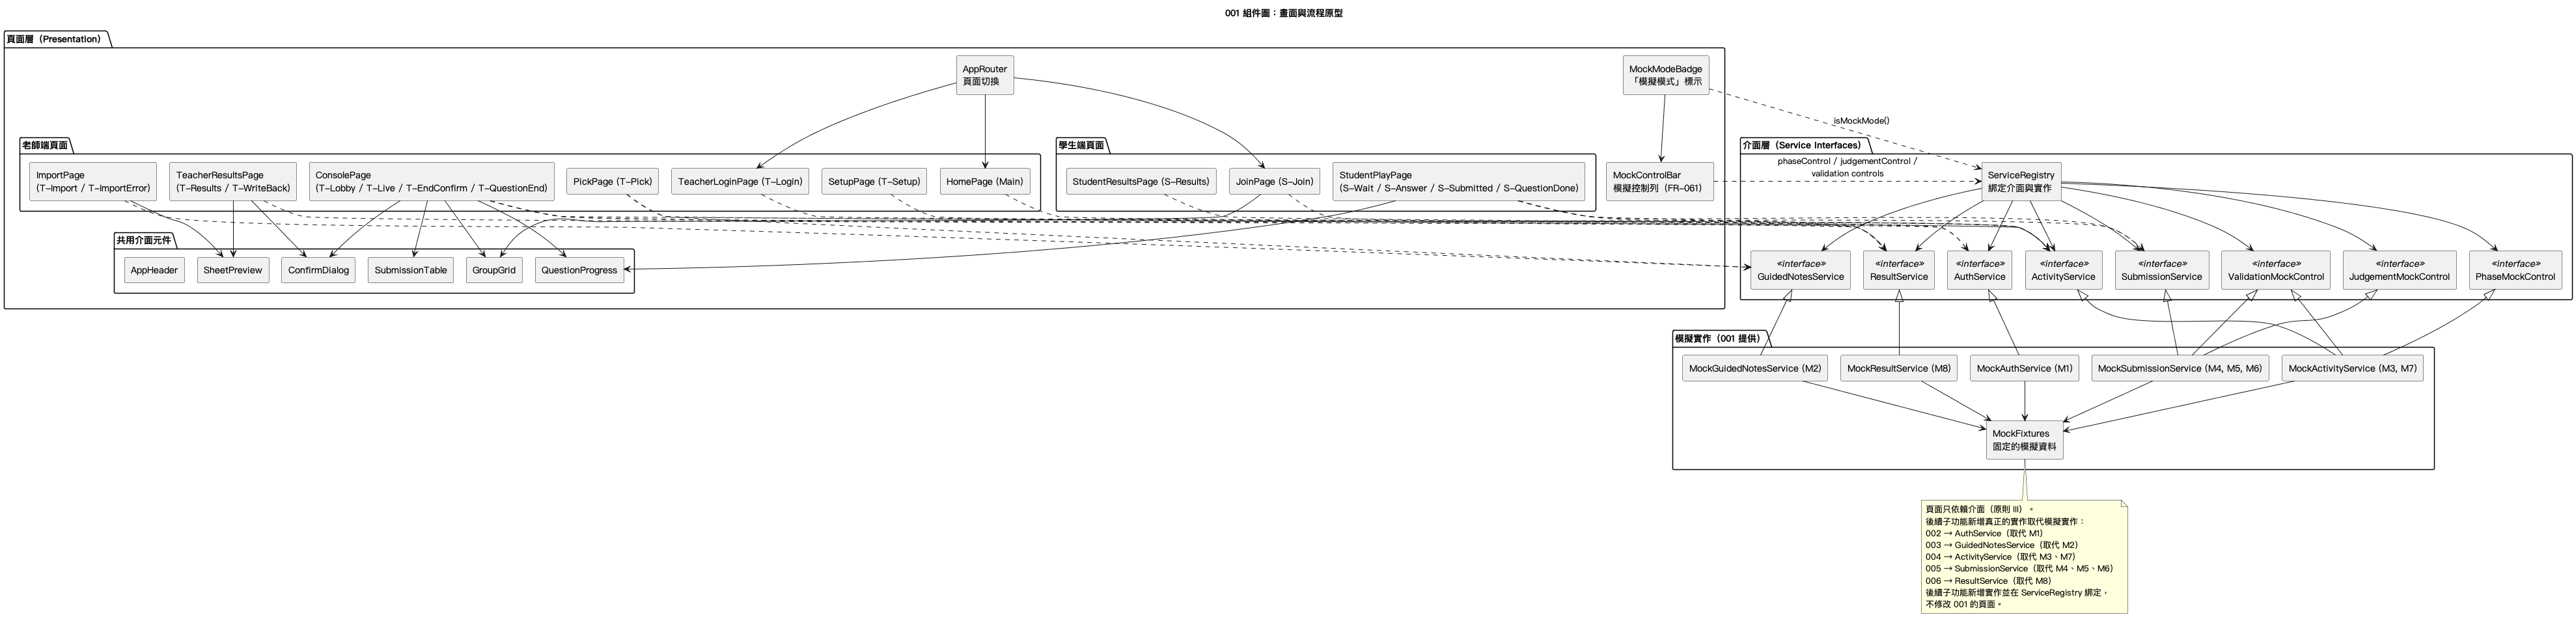 001 組件圖：畫面與流程原型
頁面層（Presentation）
AppRouter
頁面切換
MockModeBadge
「模擬模式」標示
isMockMode()
老師端頁面
ImportPage
(T-Import / T-ImportError)
TeacherResultsPage
(T-Results / T-WriteBack)
ConsolePage
(T-Lobby / T-Live / T-EndConfirm / T-QuestionEnd)
PickPage (T-Pick)
TeacherLoginPage (T-Login)
SetupPage (T-Setup)
HomePage (Main)
學生端頁面
StudentResultsPage (S-Results)
JoinPage (S-Join)
StudentPlayPage
(S-Wait / S-Answer / S-Submitted / S-QuestionDone)
MockControlBar
模擬控制列（FR-061）
phaseControl / judgementControl /
validation controls
共用介面元件
AppHeader
SheetPreview
ConfirmDialog
SubmissionTable
GroupGrid
QuestionProgress
介面層（Service Interfaces）
ServiceRegistry
綁定介面與實作
«interface»
GuidedNotesService
«interface»
ResultService
«interface»
AuthService
«interface»
ActivityService
«interface»
SubmissionService
«interface»
ValidationMockControl
«interface»
JudgementMockControl
«interface»
PhaseMockControl
模擬實作（001 提供）
MockGuidedNotesService (M2)
MockResultService (M8)
MockAuthService (M1)
MockSubmissionService (M4, M5, M6)
MockActivityService (M3, M7)
MockFixtures
固定的模擬資料
頁面只依賴介面（原則 III）。
後續子功能新增真正的實作取代模擬實作：
002 → AuthService（取代 M1）
003 → GuidedNotesService（取代 M2）
004 → ActivityService（取代 M3、M7）
005 → SubmissionService（取代 M4、M5、M6）
006 → ResultService（取代 M8）
後續子功能新增實作並在 ServiceRegistry 綁定，
不修改 001 的頁面。